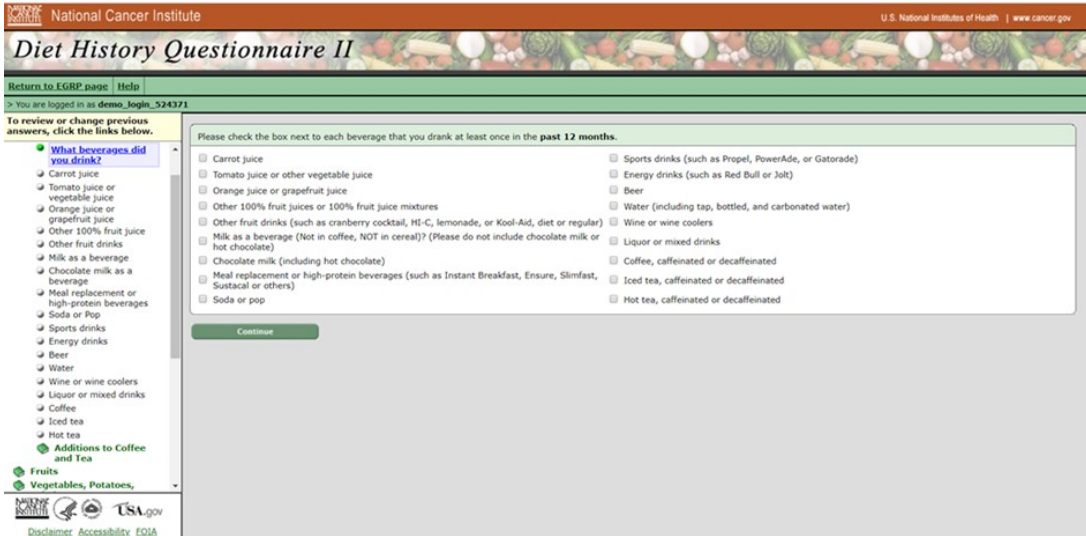 NATIONAL CANCER INSTITUTE
National Cancer Institute
U.S. National Institutes of Health | www.cancer.gov
Diet History Questionnaire II
Return to EGRP page Help
> You are logged in as demo_login_524371
To review or change previous
answers, click the links below.
What beverages did
you drink?
Carrot juice
Tomato juice or
vegetable juice
Orange juice or
grapefruit juice
Other 100% fruit juice
Other fruit drinks
Milk as a beverage
Chocolate milk as a
beverage
Meal replacement or
high-protein beverages
Soda or Pop
Sports drinks
Energy drinks
Beer
Water
Wine or wine coolers
Liquor or mixed drinks
Coffee
Iced tea
Hot tea
Additions to Coffee
and Tea
Fruits
Vegetables, Potatoes,
NATIONAL CANCER INSTITUTE
USA.gov
Disclaimer Accessibility FOIA
Please check the box next to each beverage that you drank at least once in the past 12 months.
Carrot juice
Tomato juice or other vegetable juice
Orange juice or grapefruit juice
Other 100% fruit juices or 100% fruit juice mixtures
Other fruit drinks (such as cranberry cocktail, HI-C, lemonade, or Kool-Aid, diet or regular)
Milk as a beverage (Not in coffee, NOT in cereal)? (Please do not include chocolate milk or
hot chocolate)
Chocolate milk (including hot chocolate)
Meal replacement or high-protein beverages (such as Instant Breakfast, Ensure, Slimfast,
Sustacal or others)
Soda or pop
Sports drinks (such as Propel, PowerAde, or Gatorade)
Energy drinks (such as Red Bull or Jolt)
Beer
Water (including tap, bottled, and carbonated water)
Wine or wine coolers
Liquor or mixed drinks
Coffee, caffeinated or decaffeinated
Iced tea, caffeinated or decaffeinated
Hot tea, caffeinated or decaffeinated
Continue